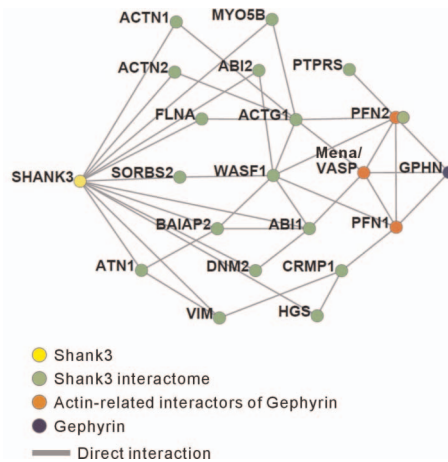 ACTN1
MYO5B
ACTN2
ABI2
PTPRS
FLNA
ACTG1
PFN2
SHANK3
SORBS2
WASF1
Mena/
VASP
GPHN
BAIAP2
ABI1
PFN1
ATN1
DNM2
CRMP1
VIM
HGS
Shank3
Shank3 interactome
Actin-related interactors of Gephyrin
Gephyrin
Direct interaction